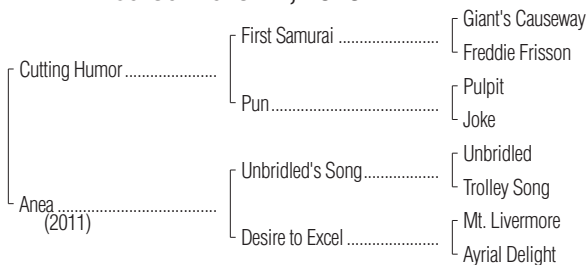 Giant's Causeway
First Samurai ........................
Freddie Frisson
Cutting Humor ......................
Pulpit
Pun........................................
Joke
Unbridled
Unbridled's Song..................
Trolley Song
Anea ......................................
(2011)
Mt. Livermore
Desire to Excel ......................
Ayrial Delight